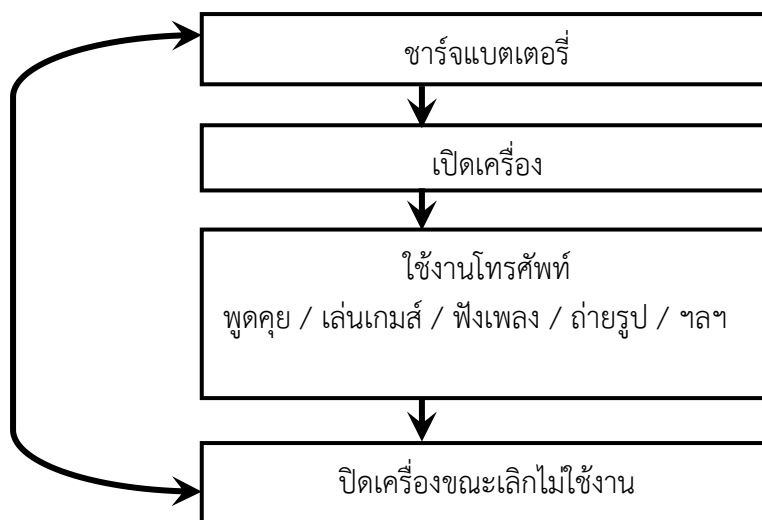 ชาร์จแบตเตอรี่
เปิดเครื่อง
ใช้งานโทรศัพท์
พูดคุย / เล่นเกมส์ / ฟังเพลง / ถ่ายรูป / ฯลฯ
ปิดเครื่องขณะเลิกไม่ใช้งาน